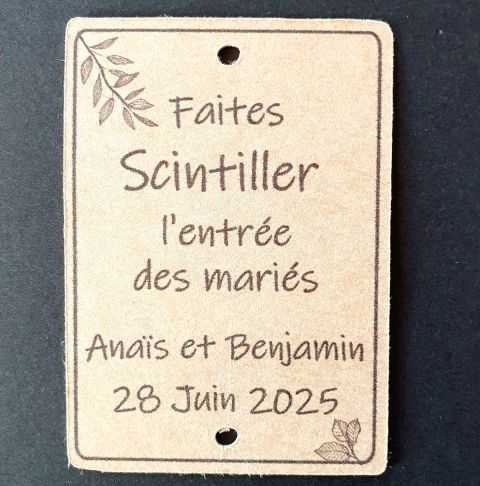 Faites
Scintiller
l'entrée
des mariés
Anaïs et Benjamin
28 Juin 2025